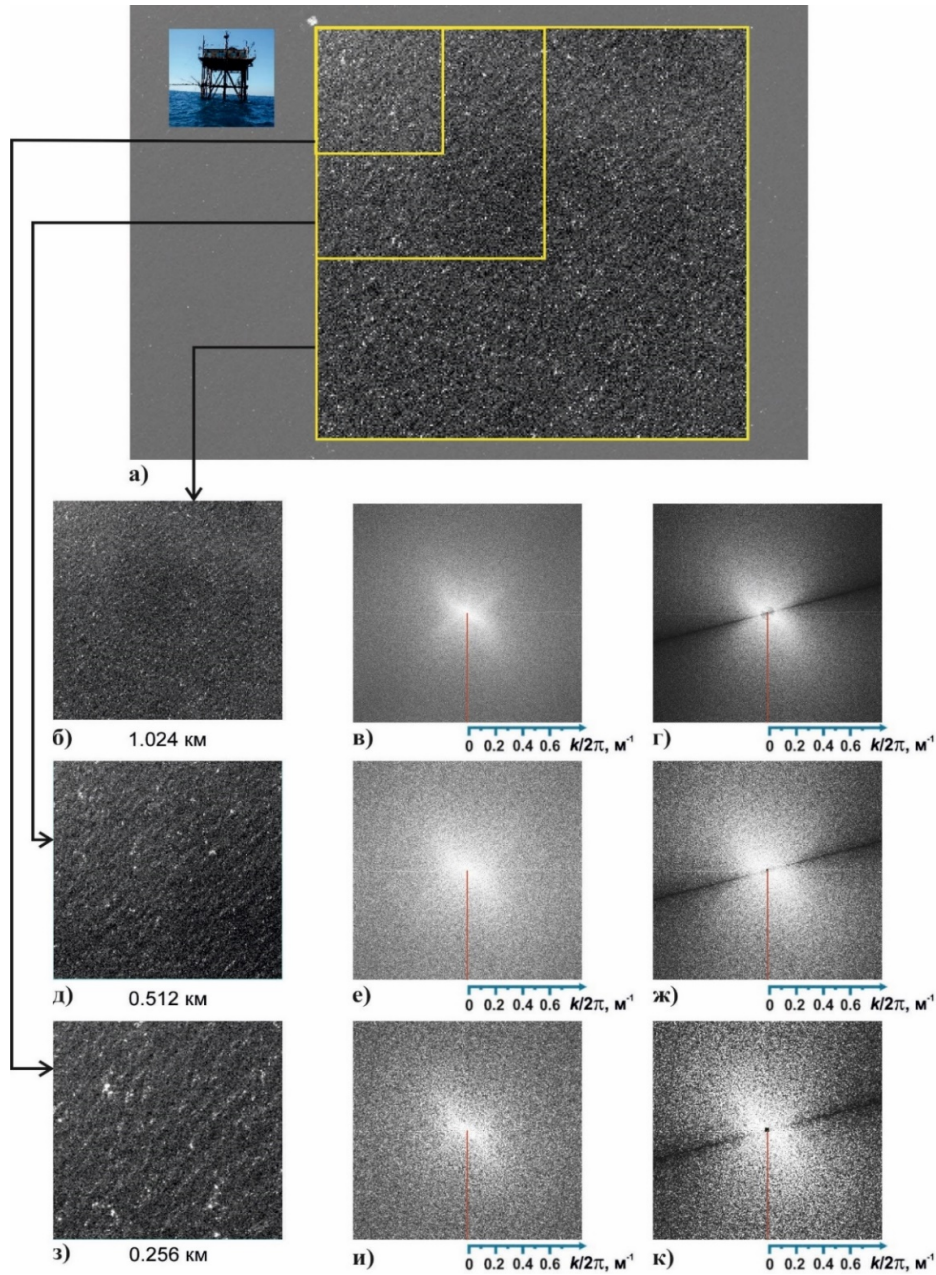 а)
б) 1.024 км
в) 0 0.2 0.4 0.6 k/2π, м⁻¹
г) 0 0.2 0.4 0.6 k/2π, м⁻¹
д) 0.512 км
е) 0 0.2 0.4 0.6 k/2π, м⁻¹
ж) 0 0.2 0.4 0.6 k/2π, м⁻¹
з) 0.256 км
и) 0 0.2 0.4 0.6 k/2π, м⁻¹
к) 0 0.2 0.4 0.6 k/2π, м⁻¹